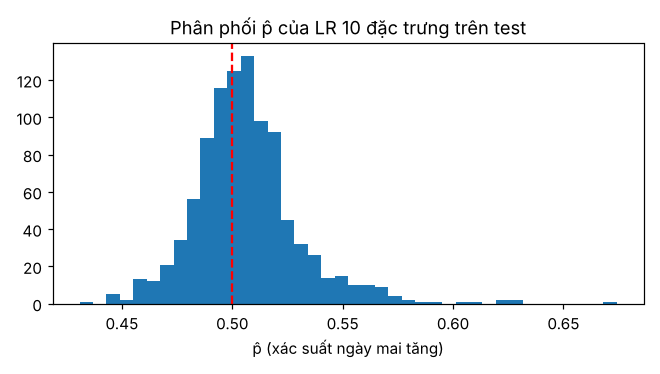 Phân phối p̂ của LR 10 đặc trưng trên test
120
100
80
60
40
20
0
0.45 0.50 0.55 0.60 0.65
p̂ (xác suất ngày mai tăng)